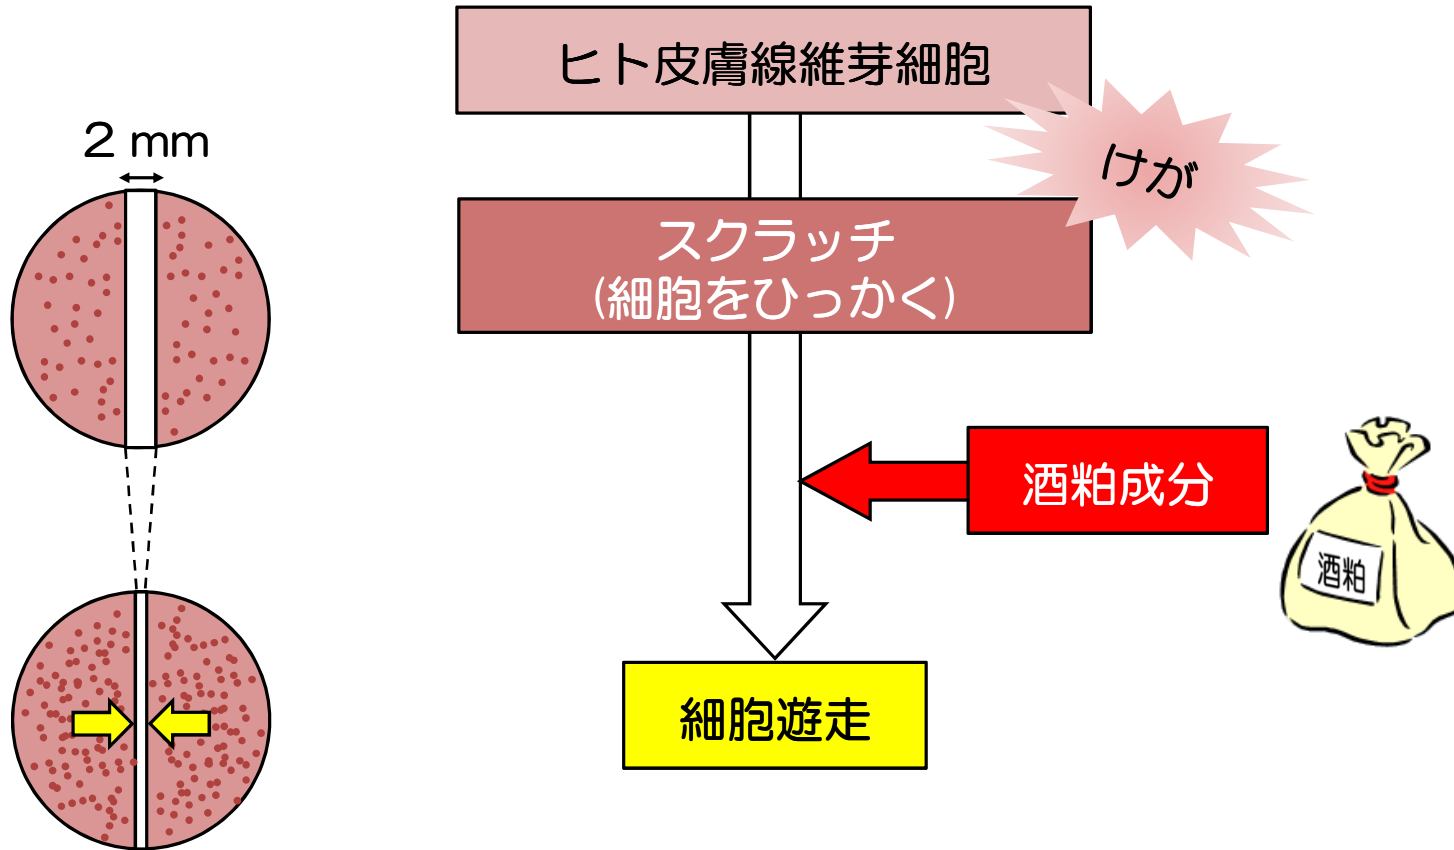 ヒト皮膚線維芽細胞
けが
2 mm
スクラッチ
(細胞をひっかく)
酒粕成分
酒粕
細胞遊走